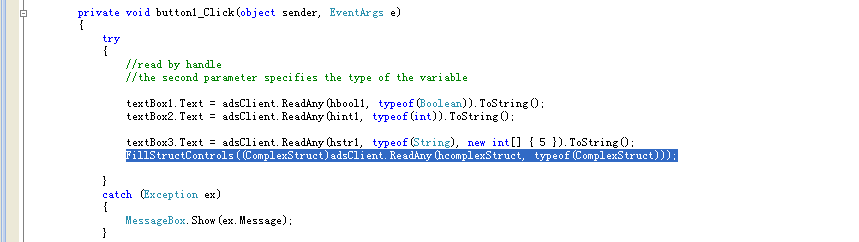 private void button1_Click(object sender, EventArgs e)
{
try
{
//read by handle
//the second parameter specifies the type of the variable
textBox1.Text = adsClient.ReadAny(hbool1, typeof(Boolean)).ToString();
textBox2.Text = adsClient.ReadAny(hint1, typeof(int)).ToString();
textBox3.Text = adsClient.ReadAny(hstr1, typeof(String), new int[] { 5 }).ToString();
FillStructControls((ComplexStruct)adsClient.ReadAny(hcomplexStruct, typeof(ComplexStruct)));
}
catch (Exception ex)
{
MessageBox.Show(ex.Message);
}